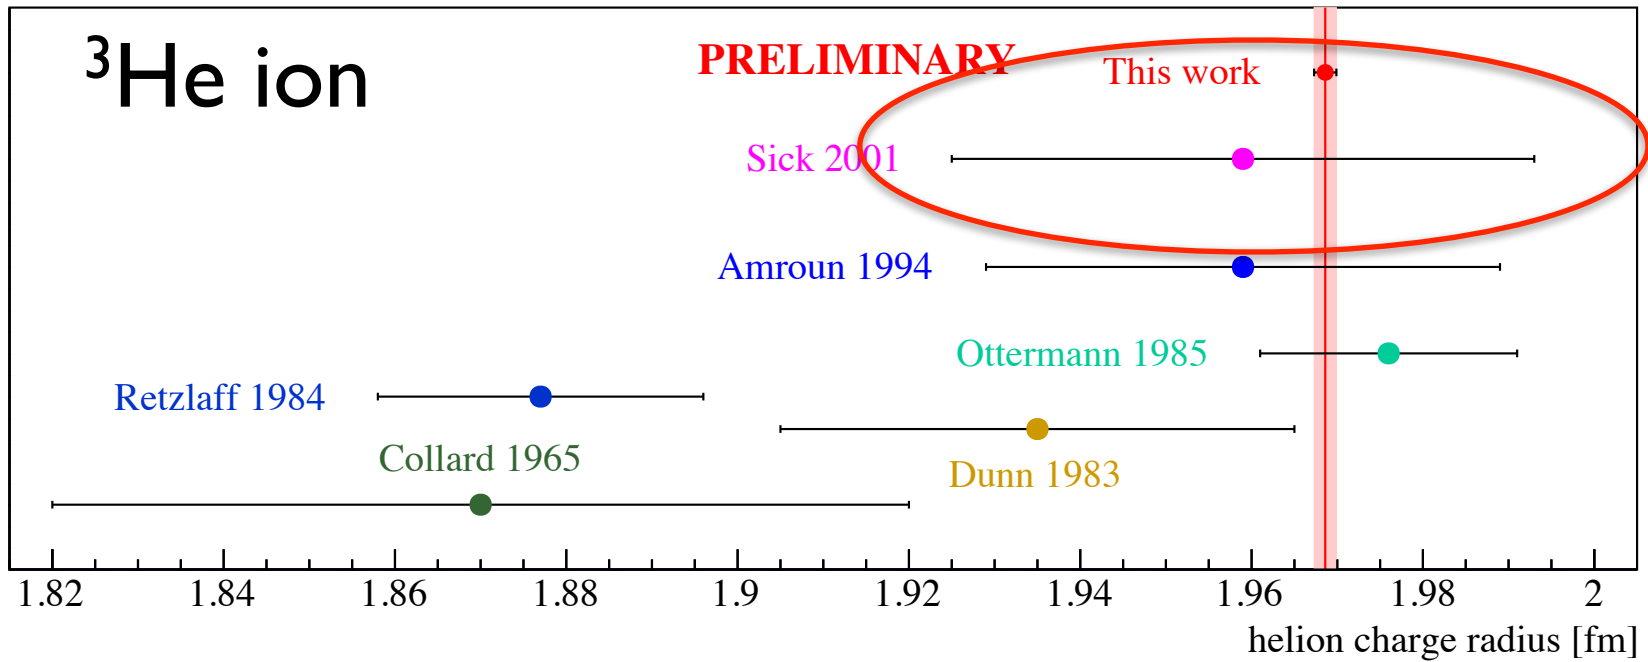 ³He ion
PRELIMINARY
This work
Sick 2001
Amroun 1994
Ottermann 1985
Retzlaff 1984
Collard 1965
Dunn 1983
1.82 1.84 1.86 1.88 1.9 1.92 1.94 1.96 1.98 2
helion charge radius [fm]